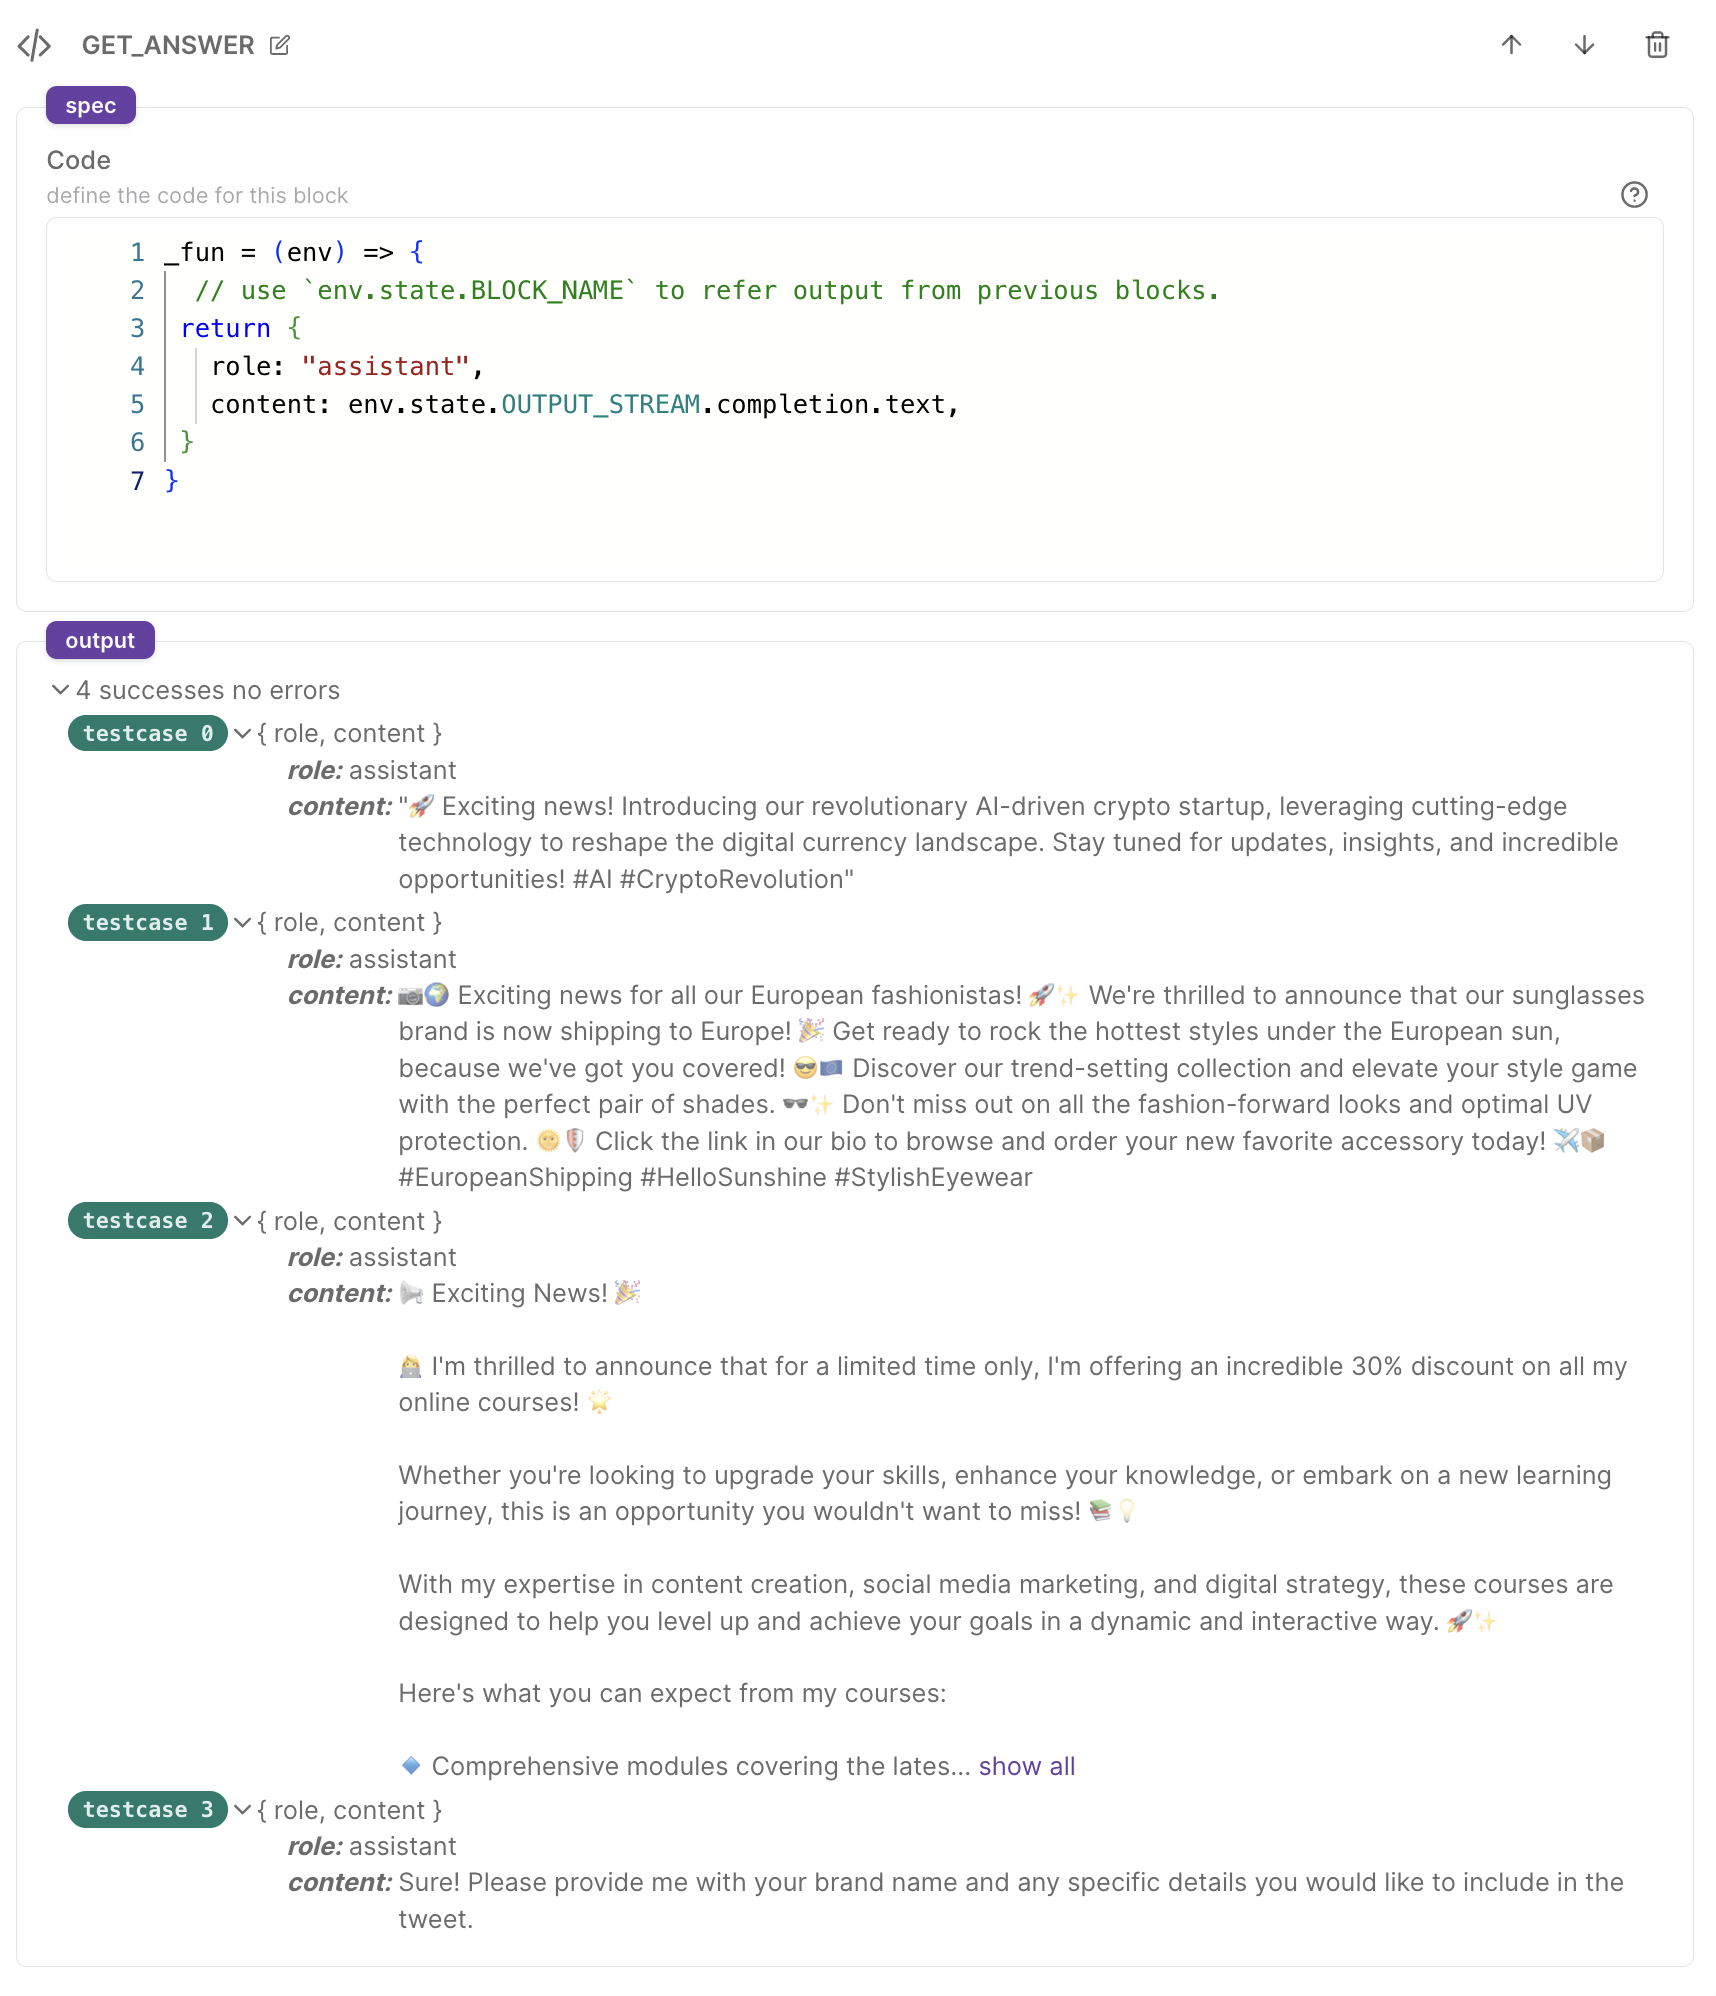 GET_ANSWER
spec
Code
define the code for this block
1 _fun = (env) => {
2 // use `env.state.BLOCK_NAME` to refer output from previous blocks.
3 return {
4 role: "assistant",
5 content: env.state.OUTPUT_STREAM.completion.text,
6 }
7 }
output
4 successes no errors
testcase 0 { role, content }
role: assistant
content: "🚀 Exciting news! Introducing our revolutionary AI-driven crypto startup, leveraging cutting-edge
technology to reshape the digital currency landscape. Stay tuned for updates, insights, and incredible
opportunities! #AI #CryptoRevolution"
testcase 1 { role, content }
role: assistant
content: 📷🌍 Exciting news for all our European fashionistas! 🚀✨ We're thrilled to announce that our sunglasses
brand is now shipping to Europe! 🎉 Get ready to rock the hottest styles under the European sun,
because we've got you covered! 😎🇪🇺 Discover our trend-setting collection and elevate your style game
with the perfect pair of shades. 🕶️✨ Don't miss out on all the fashion-forward looks and optimal UV
protection. 🌞🛡️ Click the link in our bio to browse and order your new favorite accessory today! ✈️📦
#EuropeanShipping #HelloSunshine #StylishEyewear
testcase 2 { role, content }
role: assistant
content: 📢 Exciting News! 🎉
👩‍💻 I'm thrilled to announce that for a limited time only, I'm offering an incredible 30% discount on all my
online courses! 🌟
Whether you're looking to upgrade your skills, enhance your knowledge, or embark on a new learning
journey, this is an opportunity you wouldn't want to miss! 📚💡
With my expertise in content creation, social media marketing, and digital strategy, these courses are
designed to help you level up and achieve your goals in a dynamic and interactive way. 🚀✨
Here's what you can expect from my courses:
🔹 Comprehensive modules covering the lates... show all
testcase 3 { role, content }
role: assistant
content: Sure! Please provide me with your brand name and any specific details you would like to include in the
tweet.